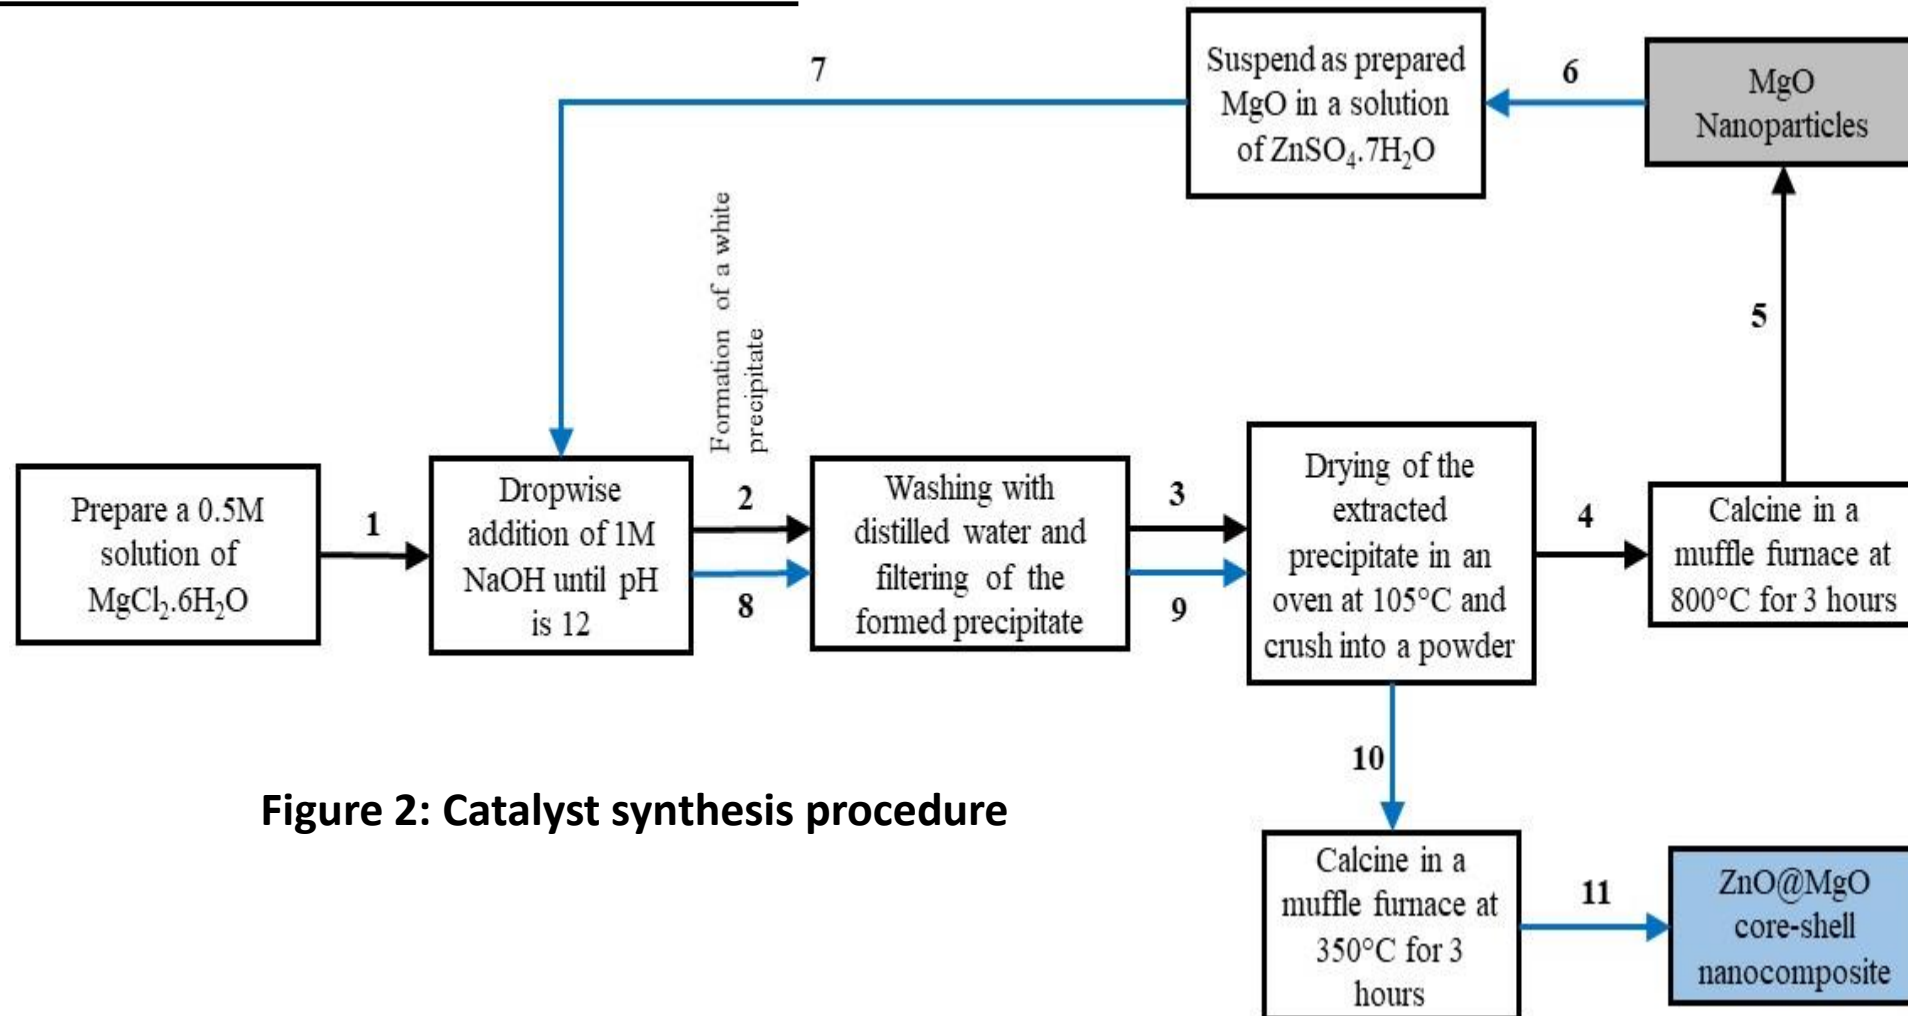 7
Suspend as prepared
MgO in a solution
of ZnSO₄.7H₂O
6
MgO
Nanoparticles
Formation of a white
precipitate
5
Prepare a 0.5M
solution of
MgCl₂.6H₂O
1
Dropwise
addition of 1M
NaOH until pH
is 12
2
8
Washing with
distilled water and
filtering of the
formed precipitate
3
9
Drying of the
extracted
precipitate in an
oven at 105°C and
crush into a powder
4
Calcine in a
muffle furnace at
800°C for 3 hours
10
Figure 2: Catalyst synthesis procedure
Calcine in a
muffle furnace at
350°C for 3
hours
11
ZnO@MgO
core-shell
nanocomposite